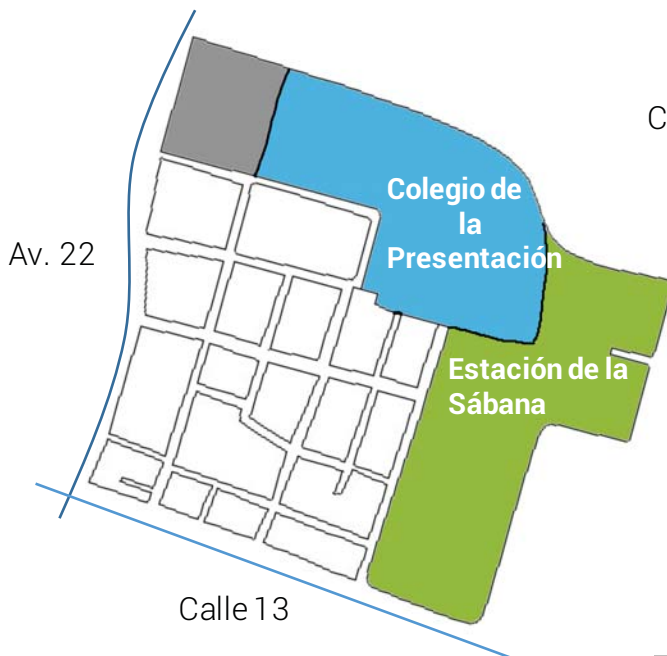 C
Colegio de
la
Presentación
Av. 22
Estación de la
Sábana
Calle 13